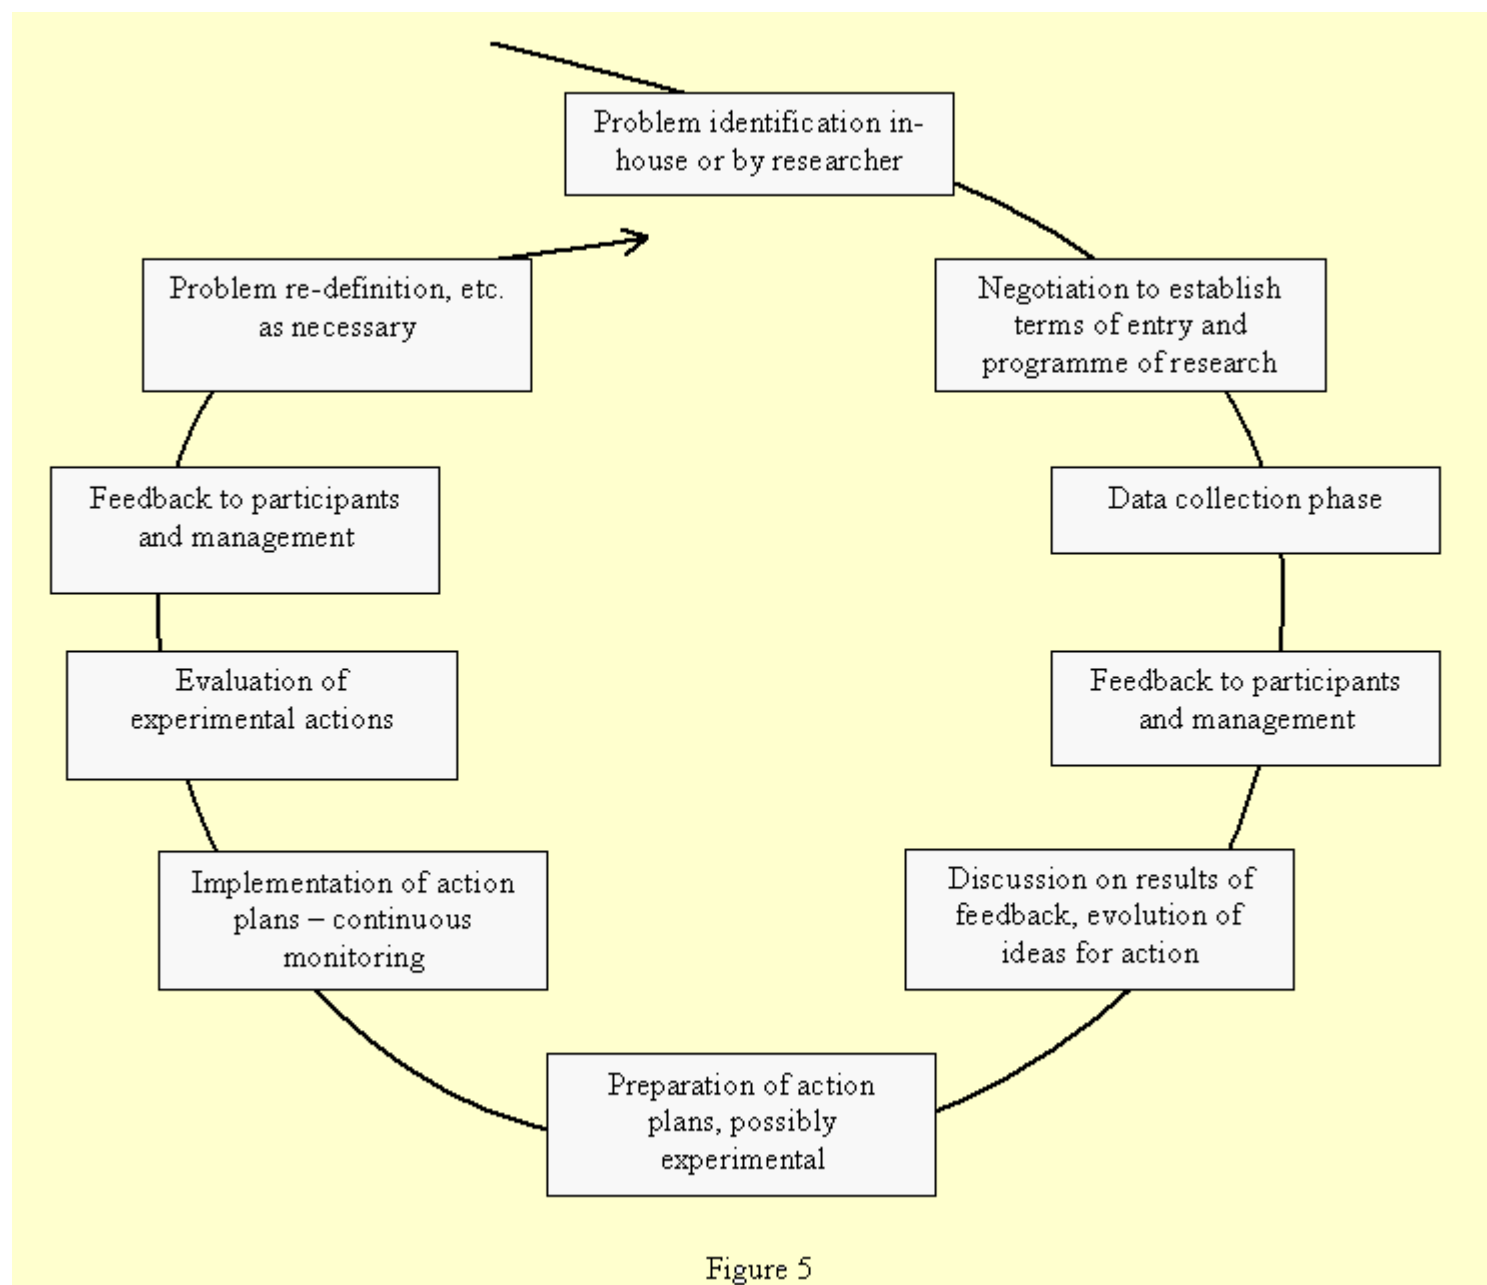 Problem identification in-
house or by researcher
Negotiation to establish
terms of entry and
programme of research
Data collection phase
Feedback to participants
and management
Discussion on results of
feedback, evolution of
ideas for action
Preparation of action
plans, possibly
experimental
Implementation of action
plans – continuous
monitoring
Evaluation of
experimental actions
Feedback to participants
and management
Problem re-definition, etc.
as necessary
Figure 5